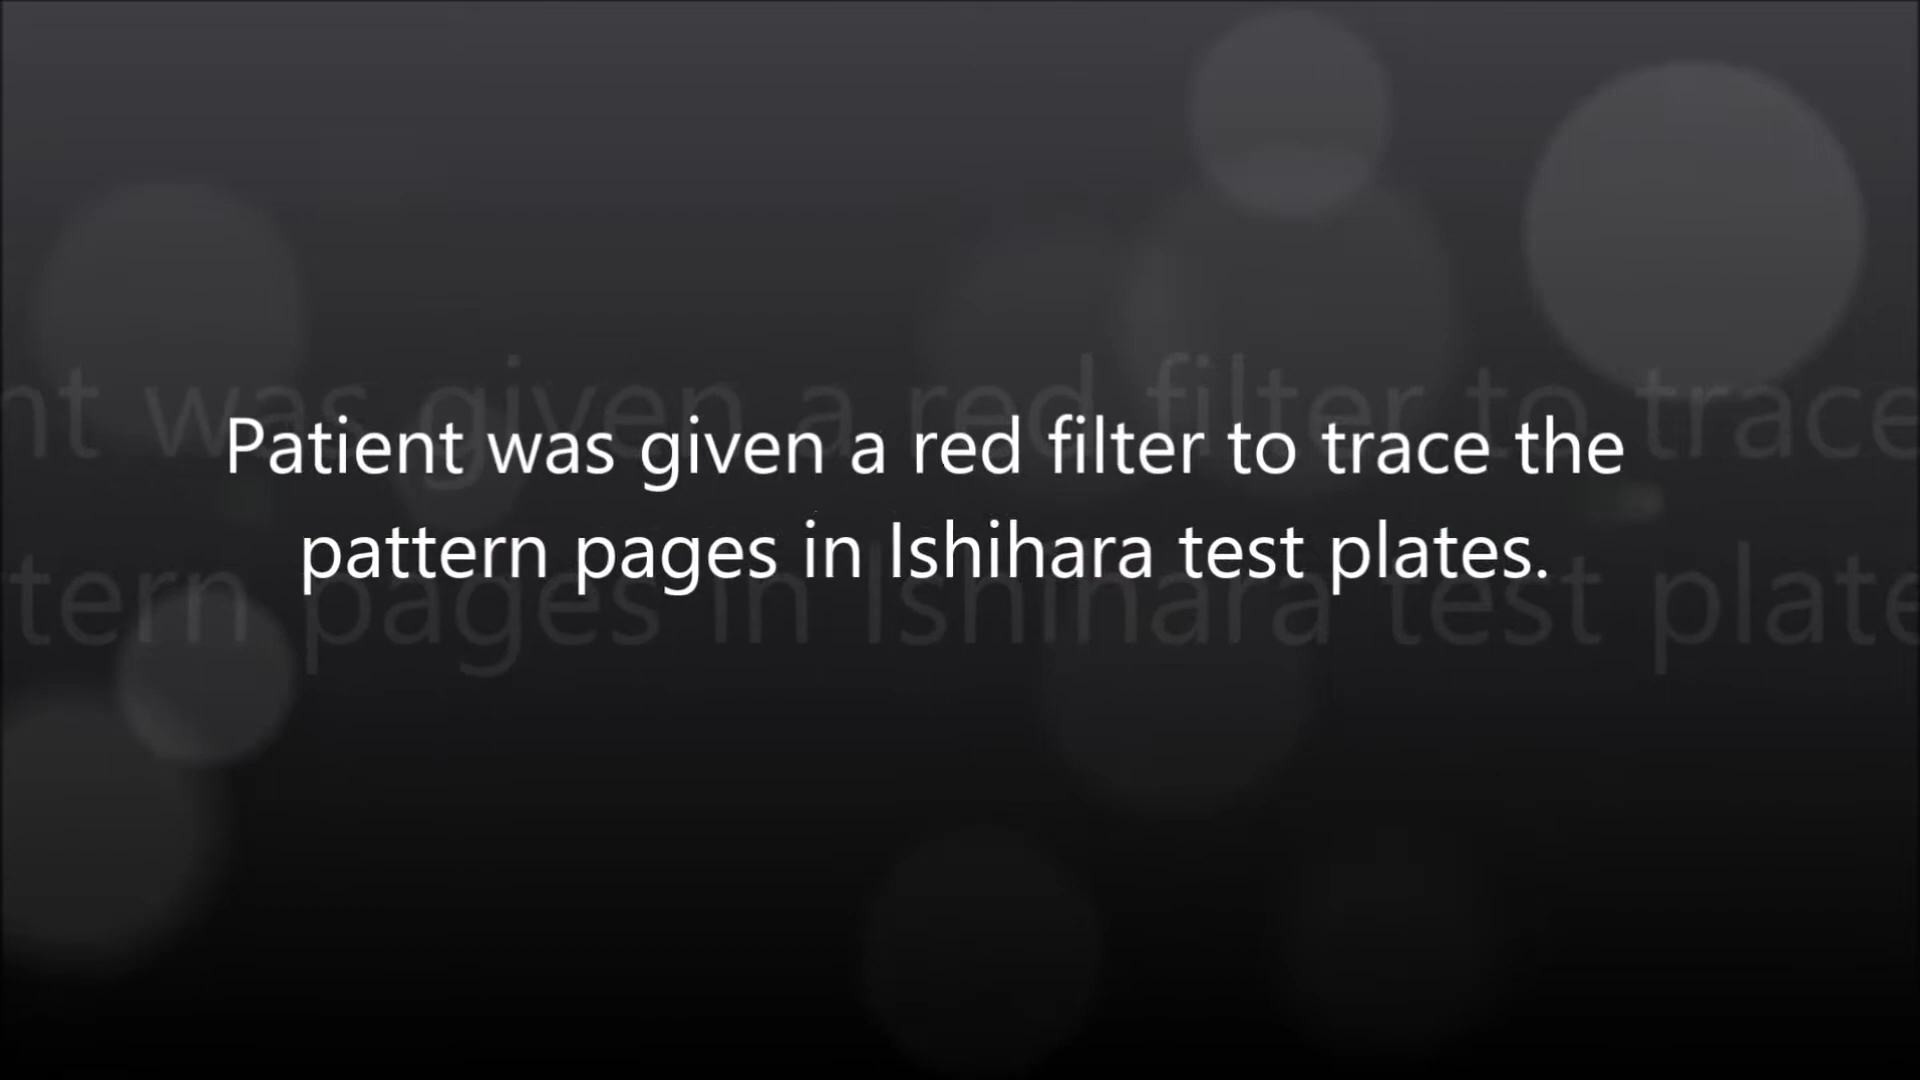 Patient was given a red filter to trace the
pattern pages in Ishihara test plates.